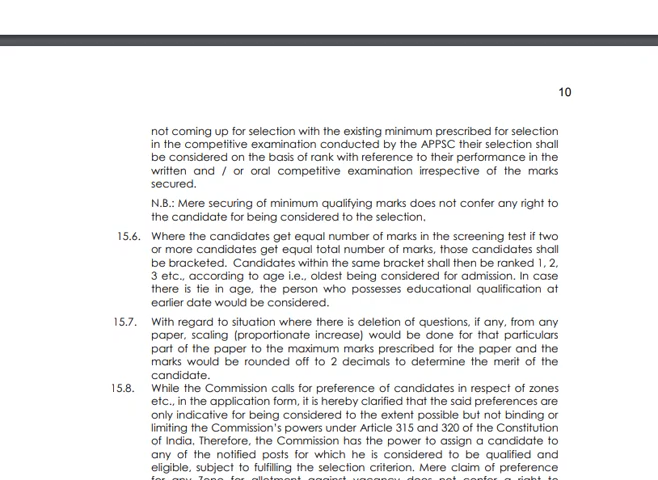 10
not coming up for selection with the existing minimum prescribed for selection
in the competitive examination conducted by the APPSC their selection shall
be considered on the basis of rank with reference to their performance in the
written and / or oral competitive examination irrespective of the marks
secured.
N.B.: Mere securing of minimum qualifying marks does not confer any right to
the candidate for being considered to the selection.
15.6. Where the candidates get equal number of marks in the screening test if two
or more candidates get equal total number of marks, those candidates shall
be bracketed. Candidates within the same bracket shall then be ranked 1, 2,
3 etc., according to age i.e., oldest being considered for admission. In case
there is tie in age, the person who possesses educational qualification at
earlier date would be considered.
15.7. With regard to situation where there is deletion of questions, if any, from any
paper, scaling (proportionate increase) would be done for that particulars
part of the paper to the maximum marks prescribed for the paper and the
marks would be rounded off to 2 decimals to determine the merit of the
candidate.
15.8. While the Commission calls for preference of candidates in respect of zones
etc., in the application form, it is hereby clarified that the said preferences are
only indicative for being considered to the extent possible but not binding or
limiting the Commission's powers under Article 315 and 320 of the Constitution
of India. Therefore, the Commission has the power to assign a candidate to
any of the notified posts for which he is considered to be qualified and
eligible, subject to fulfilling the selection criterion. Mere claim of preference
for any Zone for allotment against vacancy does not confer a right to